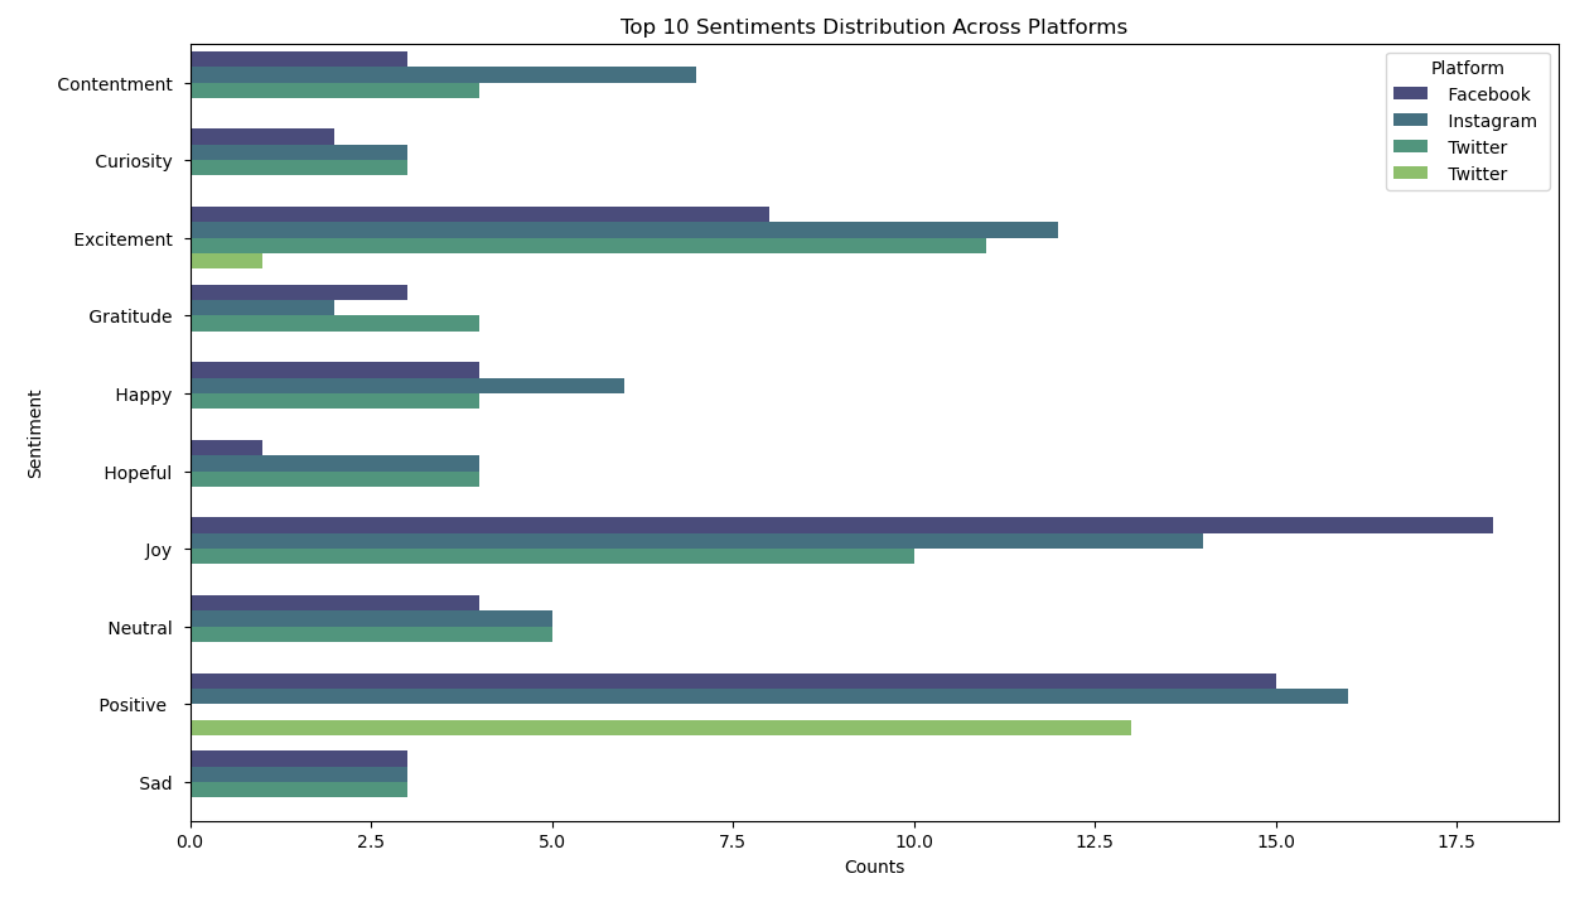 Top 10 Sentiments Distribution Across Platforms
Platform
Facebook
Instagram
Twitter
Twitter
Sentiment
Contentment
Curiosity
Excitement
Gratitude
Happy
Hopeful
Joy
Neutral
Positive
Sad
0.0 2.5 5.0 7.5 10.0 12.5 15.0 17.5
Counts